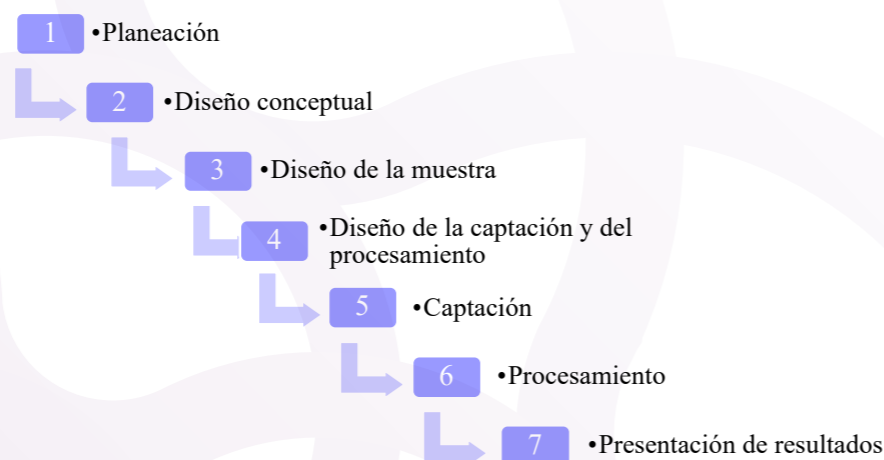 1 •Planeación
2 •Diseño conceptual
3 •Diseño de la muestra
4 •Diseño de la captación y del
procesamiento
5 •Captación
6 •Procesamiento
7 •Presentación de resultados